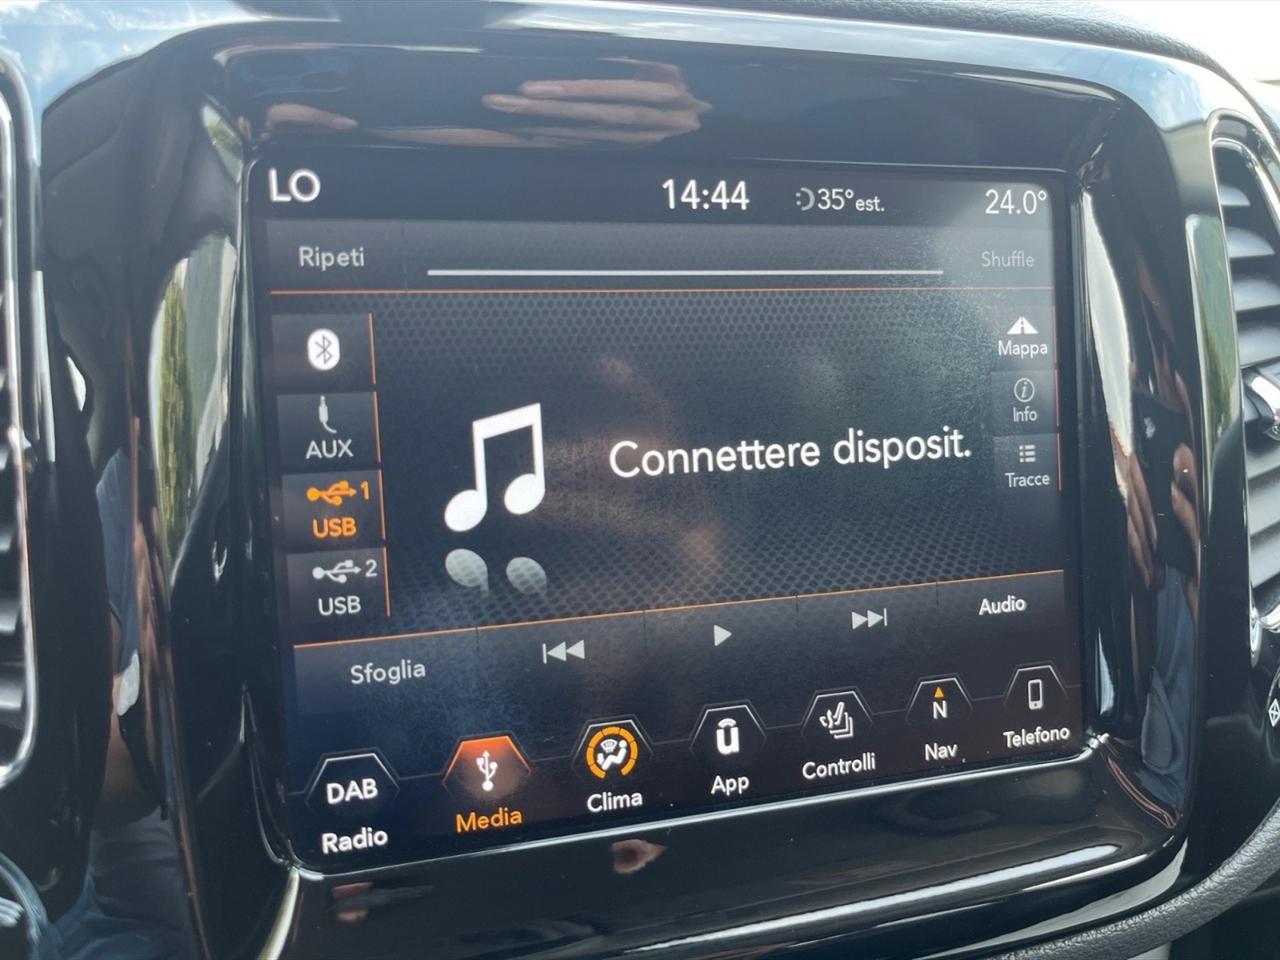 LO 14:44 35° est. 24.0°
Ripeti Shuffle
Mappa
Info
AUX
Connettere disposit.
Tracce
1
USB
2
USB
Audio
Sfoglia
DAB
Radio
Media
Clima
ū
App
Controlli
N
Nav
Telefono